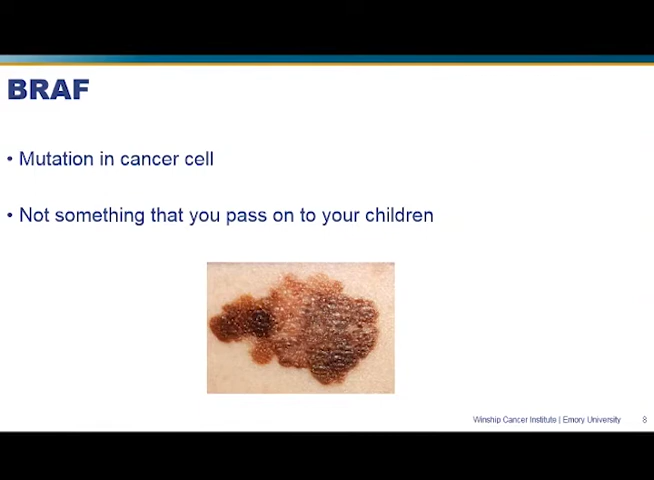 BRAF
• Mutation in cancer cell
• Not something that you pass on to your children
Winship Cancer Institute | Emory University 8